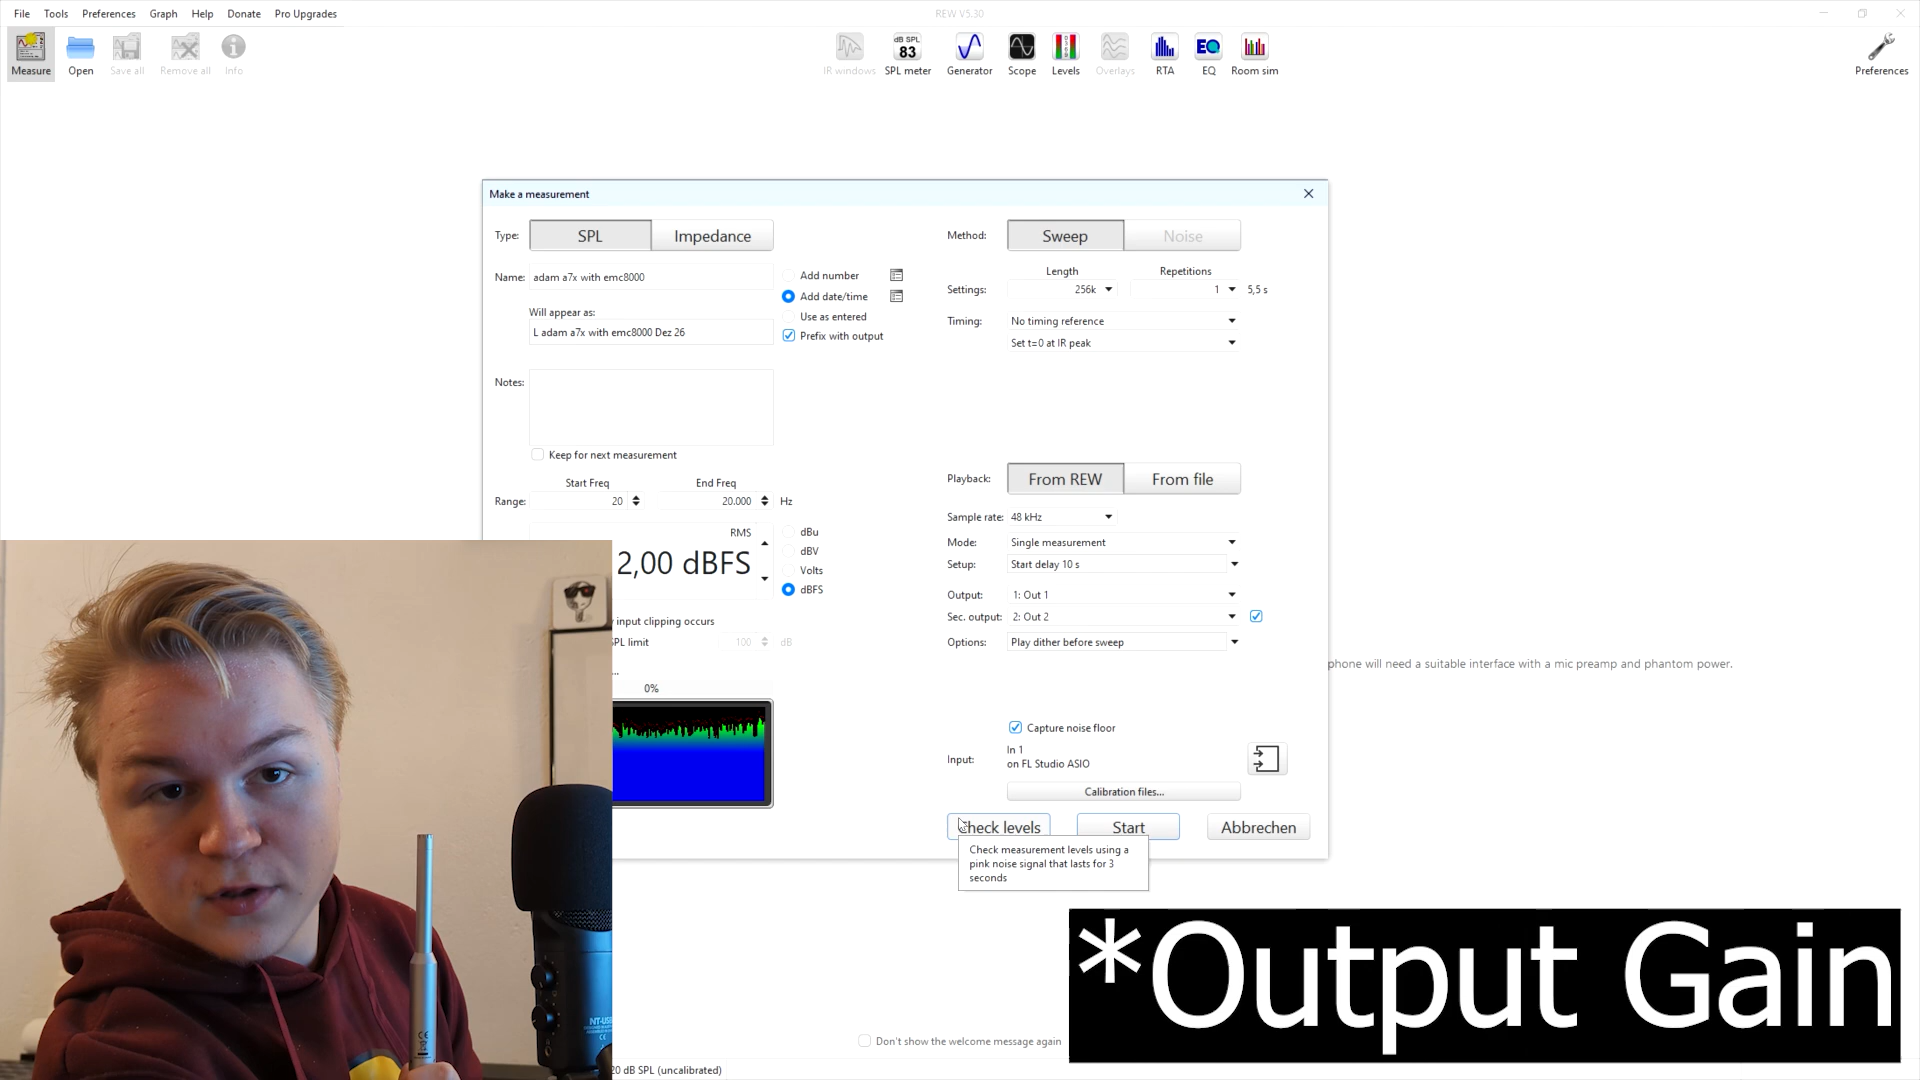 File Tools Preferences Graph Help Donate Pro Upgrades
REW V5.30
Measure Open Save all Remove all Info
dB SPL
83
IR windows SPL meter Generator Scope Levels Overlays RTA EQ Room sim
Preferences
Make a measurement
Type: SPL Impedance
Name: adam a7x with emc8000
Add number
Add date/time
Use as entered
Prefix with output
Will appear as:
L adam a7x with emc8000 Dez 26
Notes:
Keep for next measurement
Start Freq End Freq
Range: 20 20.000 Hz
RMS
2,00 dBFS
dBu
dBV
Volts
dBFS
input clipping occurs
PL limit 100 dB
...
0%
Method: Sweep Noise
Length Repetitions
Settings: 256k 1 5,5 s
Timing: No timing reference
Set t=0 at IR peak
Playback: From REW From file
Sample rate: 48 kHz
Mode: Single measurement
Setup: Start delay 10 s
Output: 1: Out 1
Sec. output: 2: Out 2
Options: Play dither before sweep
phone will need a suitable interface with a mic preamp and phantom power.
Capture noise floor
Input: In 1
on FL Studio ASIO
Calibration files...
Check levels Start Abbrechen
Check measurement levels using a
pink noise signal that lasts for 3
seconds
*Output Gain
NT-USB
Don't show the welcome message again
20 dB SPL (uncalibrated)